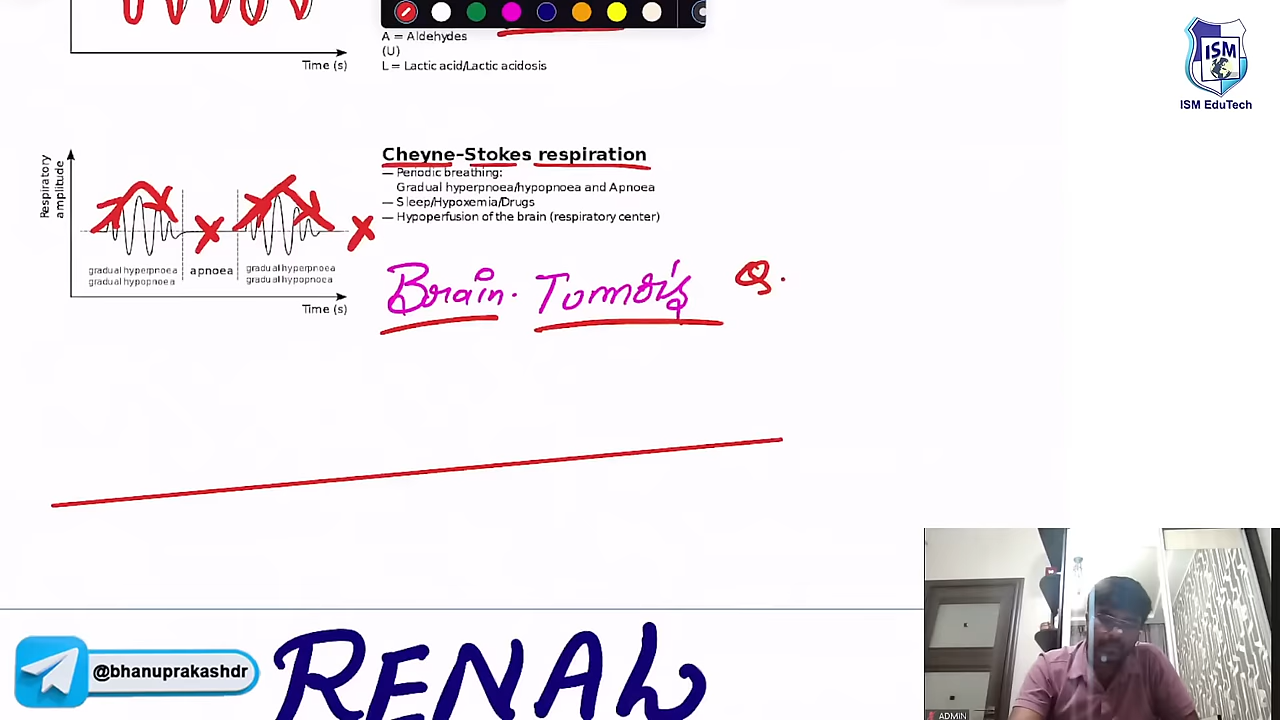 A = Aldehydes
(U)
L = Lactic acid/Lactic acidosis
Time (s)
ISM
ISM EduTech
Respiratory
amplitude
gradual hyperpnoea
gradual hypopnoea
apnoea
gradual hyperpnoea
gradual hypopnoea
Time (s)
Cheyne–Stokes respiration
— Periodic breathing:
Gradual hyperpnoea/hypopnoea and Apnoea
— Sleep/Hypoxemia/Drugs
— Hypoperfusion of the brain (respiratory center)
Brain. Tumors Q.
@bhanuprakashdr
RENAL
ADMIN